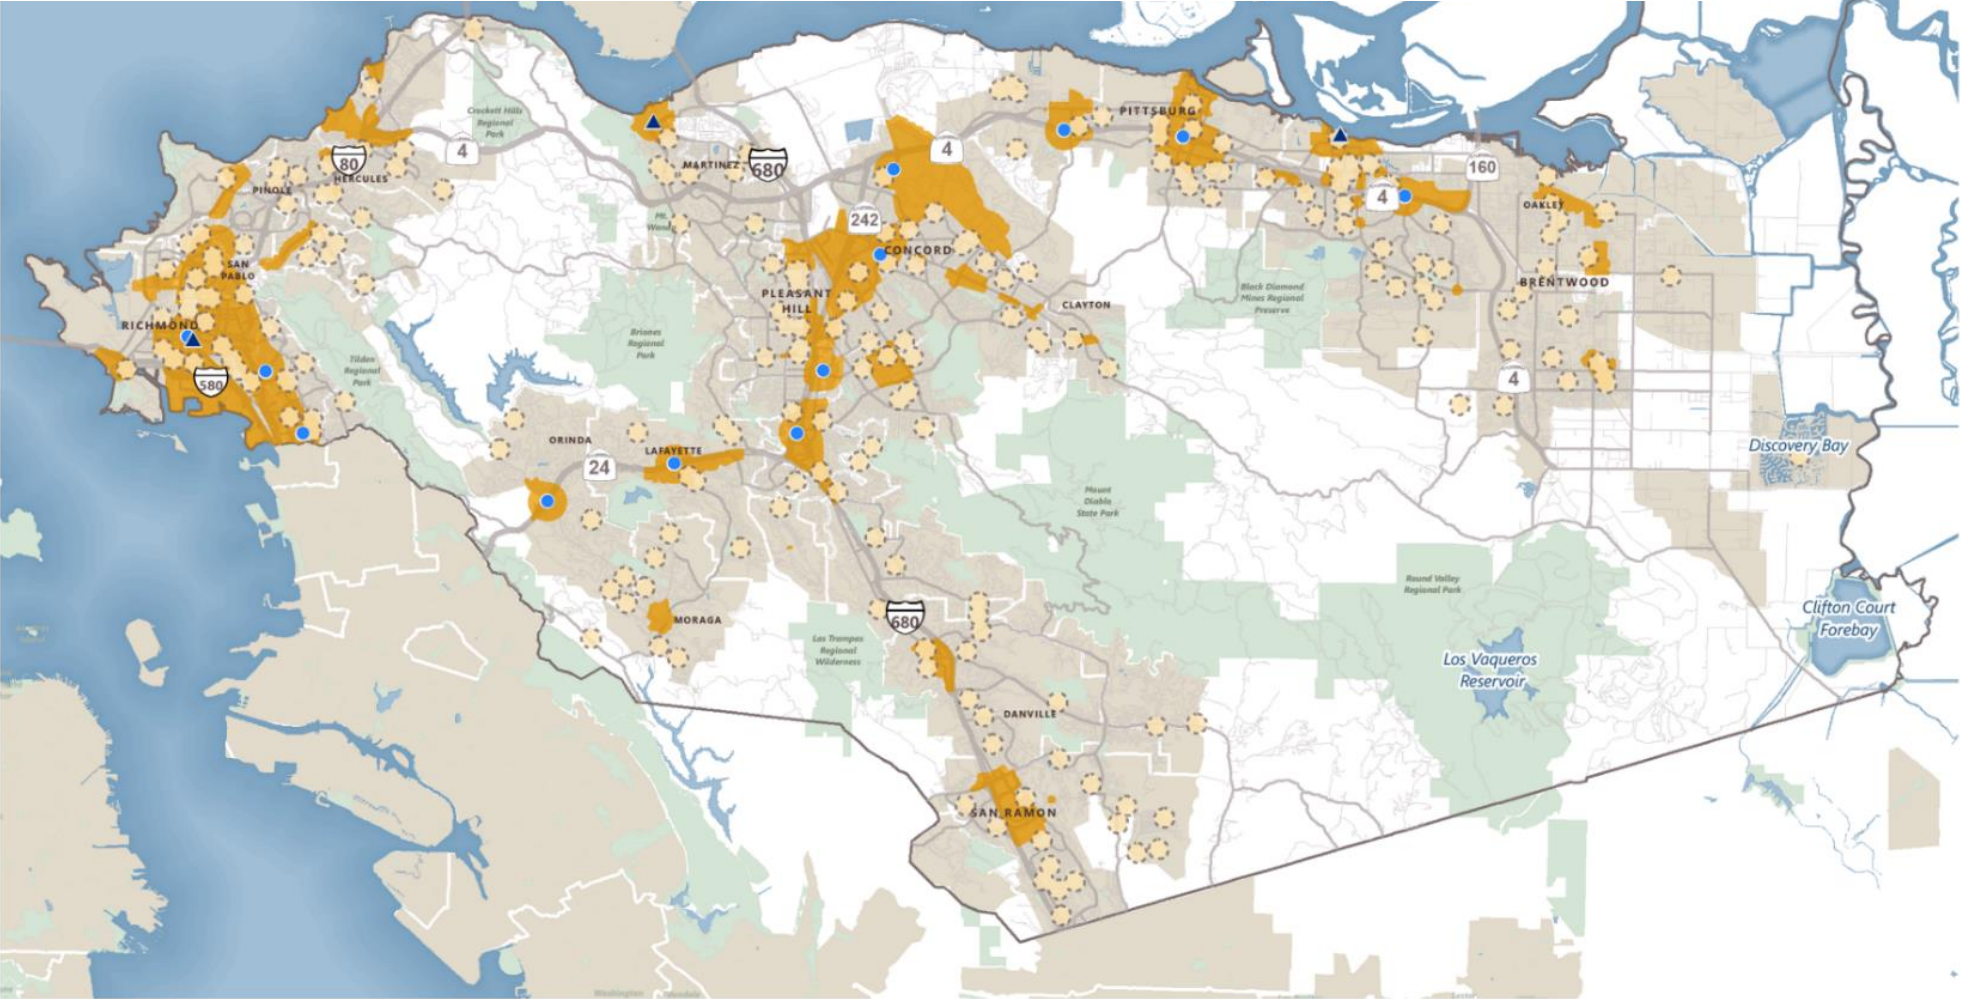 Crockett Hills
Regional
Park
4
80
HERCULES
PINOLE
MARTINEZ
680
4
PITTSBURG
160
4
OAKLEY
242
CONCORD
SAN
PABLO
PLEASANT
HILL
CLAYTON
Black Diamond
Mines Regional
Preserve
BRENTWOOD
RICHMOND
580
Tilden
Regional
Park
Briones
Regional
Park
4
ORINDA
24
LAFAYETTE
Discovery Bay
Mount
Diablo
State Park
MORAGA
680
Las Trampas
Regional
Wilderness
Round Valley
Regional Park
Clifton Court
Forebay
Los Vaqueros
Reservoir
DANVILLE
SAN RAMON